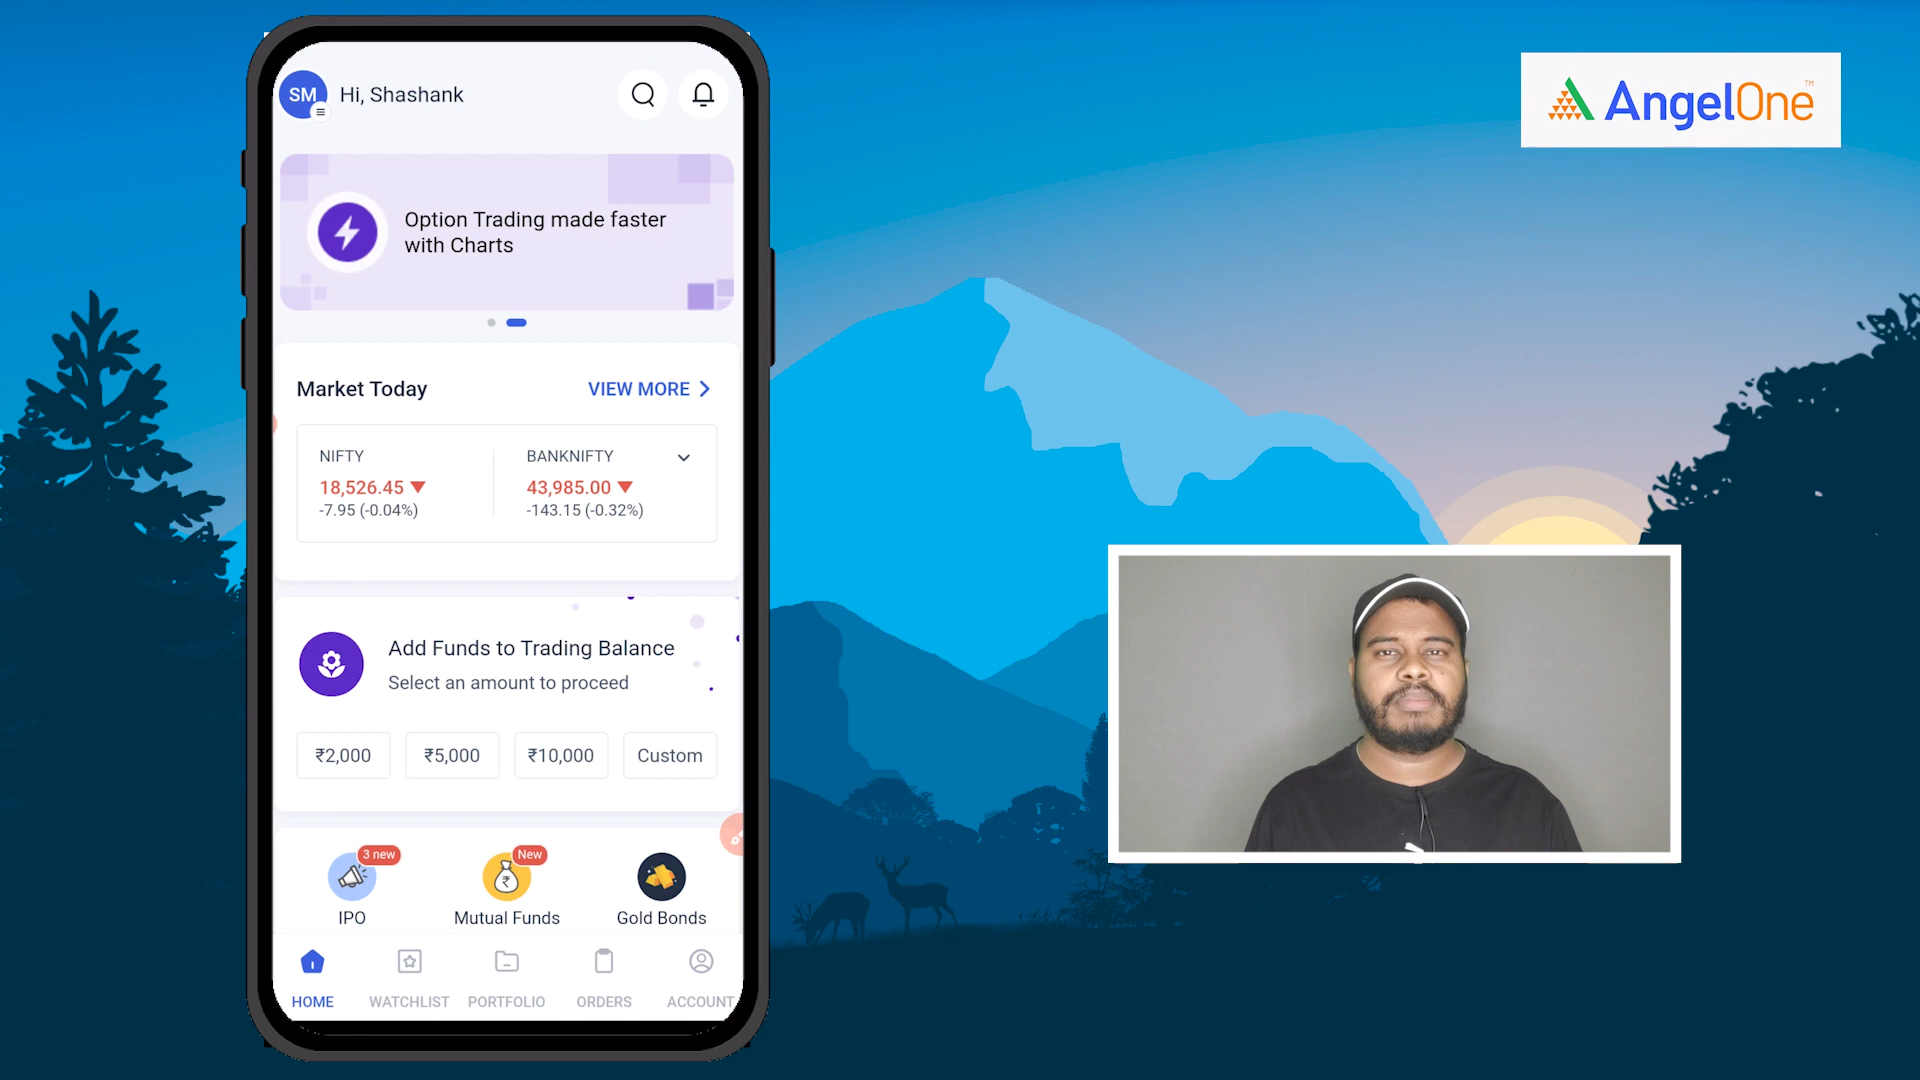 SM
Hi, Shashank
Option Trading made faster
with Charts
Market Today
VIEW MORE
NIFTY
18,526.45
-7.95 (-0.04%)
BANKNIFTY
43,985.00
-143.15 (-0.32%)
Add Funds to Trading Balance
Select an amount to proceed
₹2,000
₹5,000
₹10,000
Custom
3 new
IPO
New
Mutual Funds
Gold Bonds
HOME
WATCHLIST
PORTFOLIO
ORDERS
ACCOUNT
AngelOne™